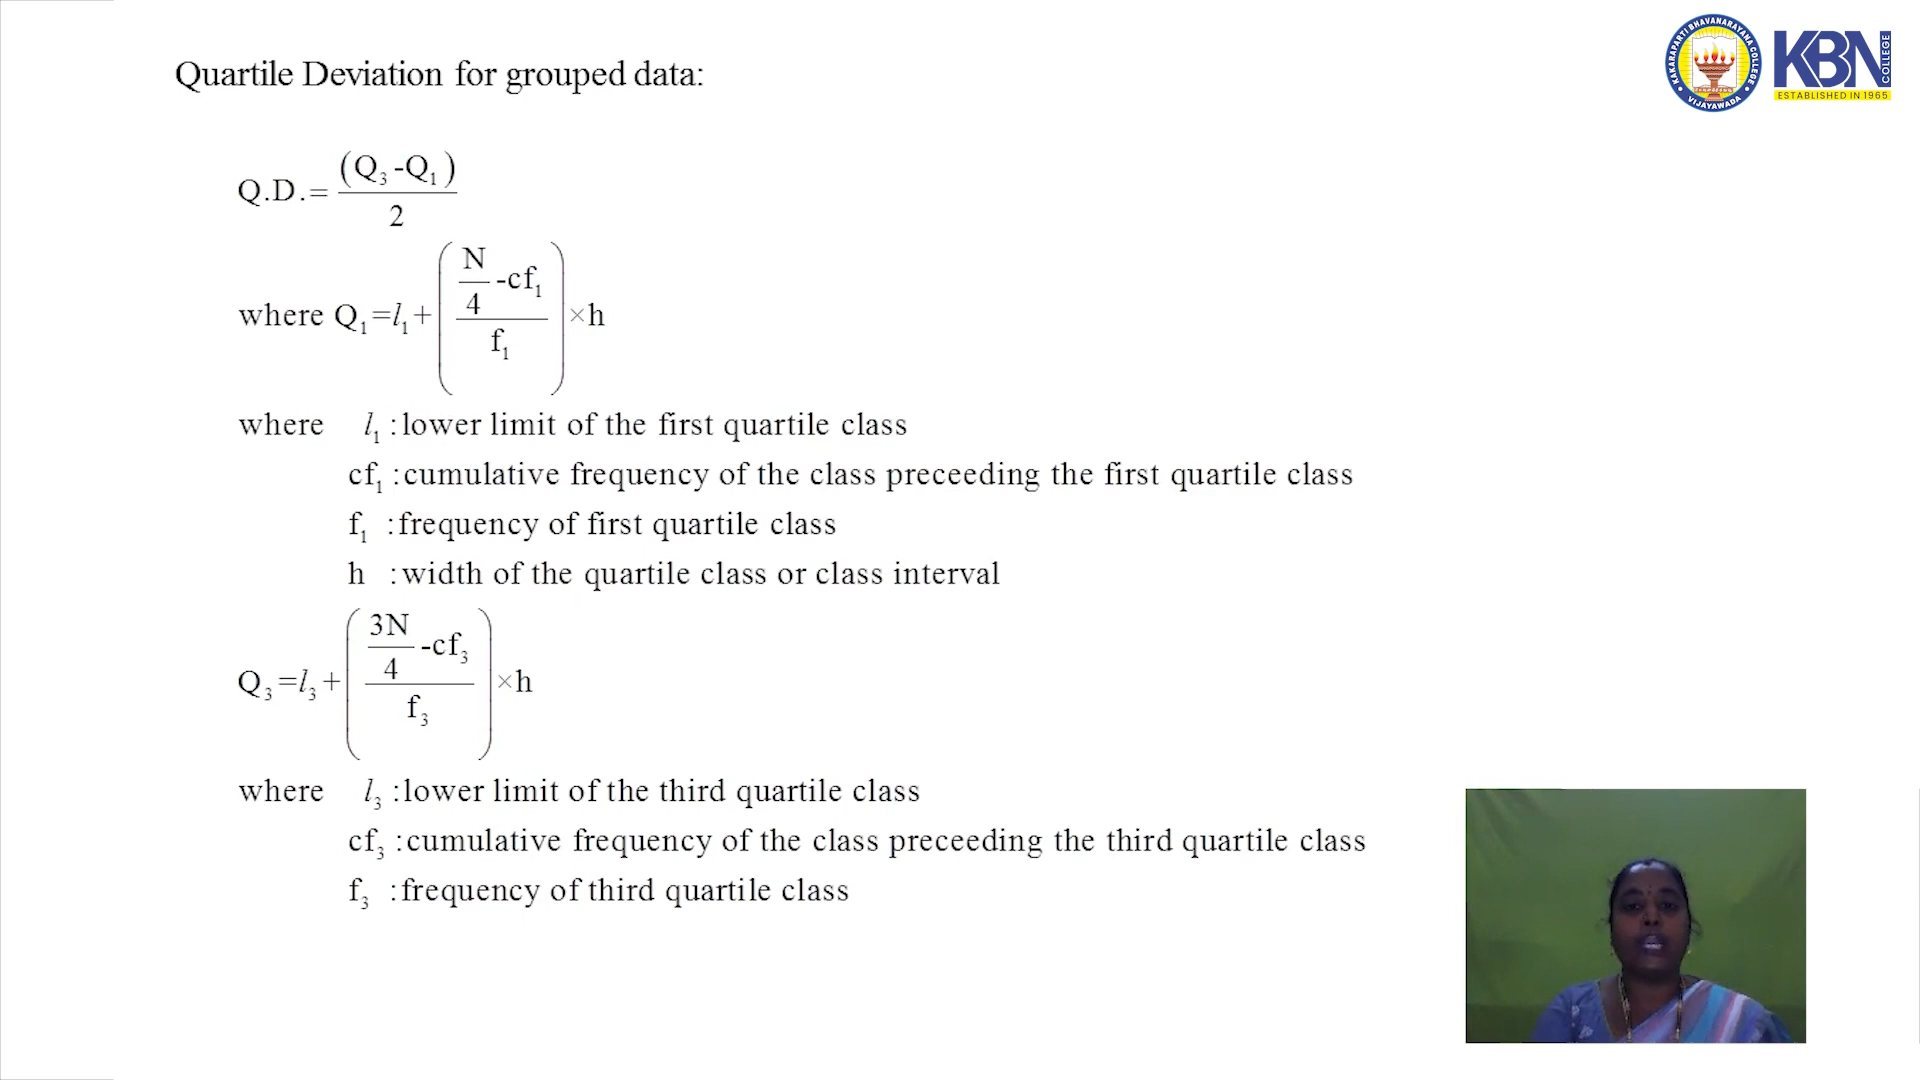 KAKARAPARTI BHAVANARAYANA COLLEGE
VIJAYAWADA
KBN
COLLEGE
ESTABLISHED IN 1965
Quartile Deviation for grouped data:
Q.D.=(Q₃-Q₁)/2
where Q₁=l₁+((N/4-cf₁)/f₁)×h
where l₁ :lower limit of the first quartile class
cf₁ :cumulative frequency of the class preceeding the first quartile class
f₁ :frequency of first quartile class
h :width of the quartile class or class interval
Q₃=l₃+((3N/4-cf₃)/f₃)×h
where l₃ :lower limit of the third quartile class
cf₃ :cumulative frequency of the class preceeding the third quartile class
f₃ :frequency of third quartile class